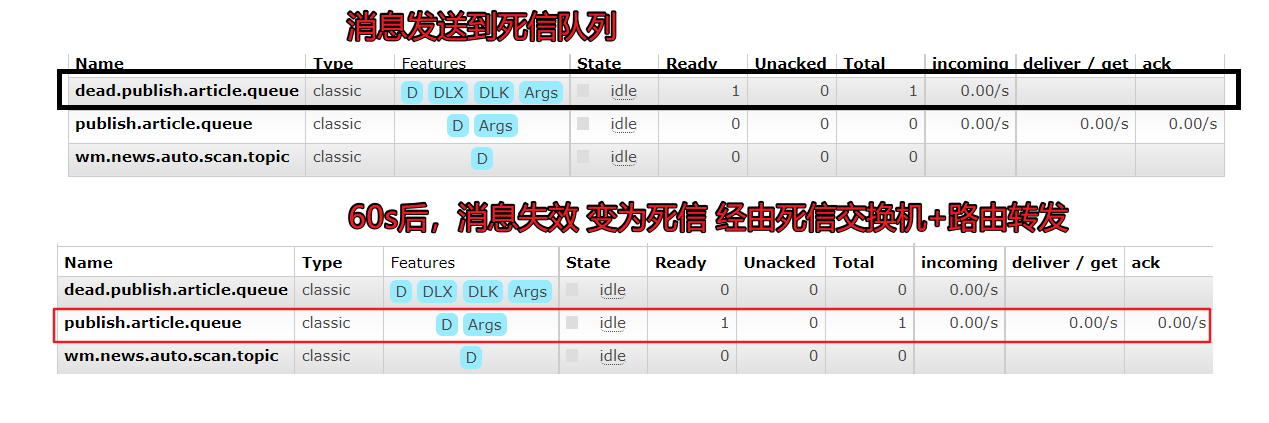 消息发送到死信队列
Name Type Features State Ready Unacked Total incoming deliver / get ack
dead.publish.article.queue classic D DLX DLK Args idle 1 0 1 0.00/s
publish.article.queue classic D Args idle 0 0 0 0.00/s 0.00/s 0.00/s
wm.news.auto.scan.topic classic D idle 0 0 0
60s后，消息失效 变为死信 经由死信交换机+路由转发
Name Type Features State Ready Unacked Total incoming deliver / get ack
dead.publish.article.queue classic D DLX DLK Args idle 0 0 0 0.00/s
publish.article.queue classic D Args idle 1 0 1 0.00/s 0.00/s 0.00/s
wm.news.auto.scan.topic classic D idle 0 0 0